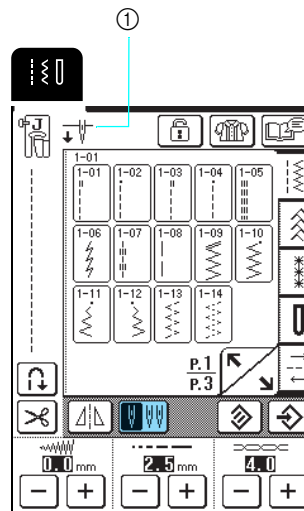 ①
J
1-01
1-01 1-02 1-03 1-04 1-05
1-06 1-07 1-08 1-09 1-10
1-11 1-12 1-13 1-14
P.1
P.3
0.0 mm 2.5 mm 4.0
− + − + − +